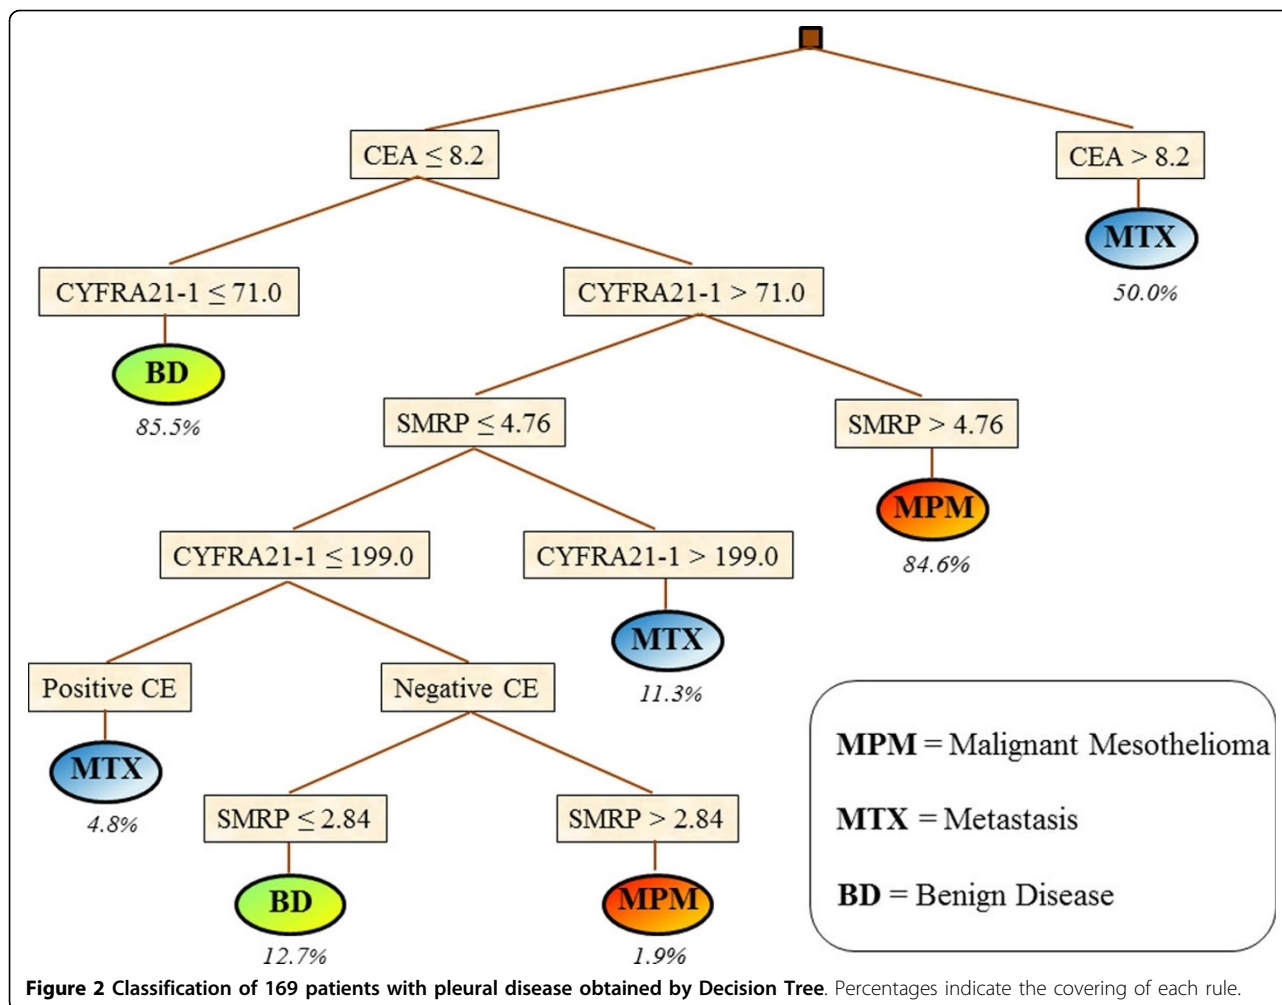 CEA ≤ 8.2
CEA > 8.2
MTX
50.0%
CYFRA21-1 ≤ 71.0
CYFRA21-1 > 71.0
BD
85.5%
SMRP ≤ 4.76
SMRP > 4.76
MPM
84.6%
CYFRA21-1 ≤ 199.0
CYFRA21-1 > 199.0
MTX
11.3%
Positive CE
Negative CE
MTX
4.8%
SMRP ≤ 2.84
SMRP > 2.84
BD
12.7%
MPM
1.9%
MPM = Malignant Mesothelioma
MTX = Metastasis
BD = Benign Disease
Figure 2 Classification of 169 patients with pleural disease obtained by Decision Tree. Percentages indicate the covering of each rule.